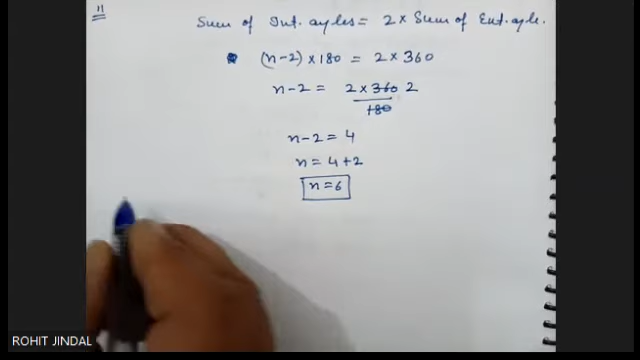 11
Sum of Int. angles = 2 × Sum of Ext. angle.
(n-2) × 180 = 2 × 360
n-2 = 2 × 360 2
180
n-2 = 4
n = 4+2
n = 6
ROHIT JINDAL